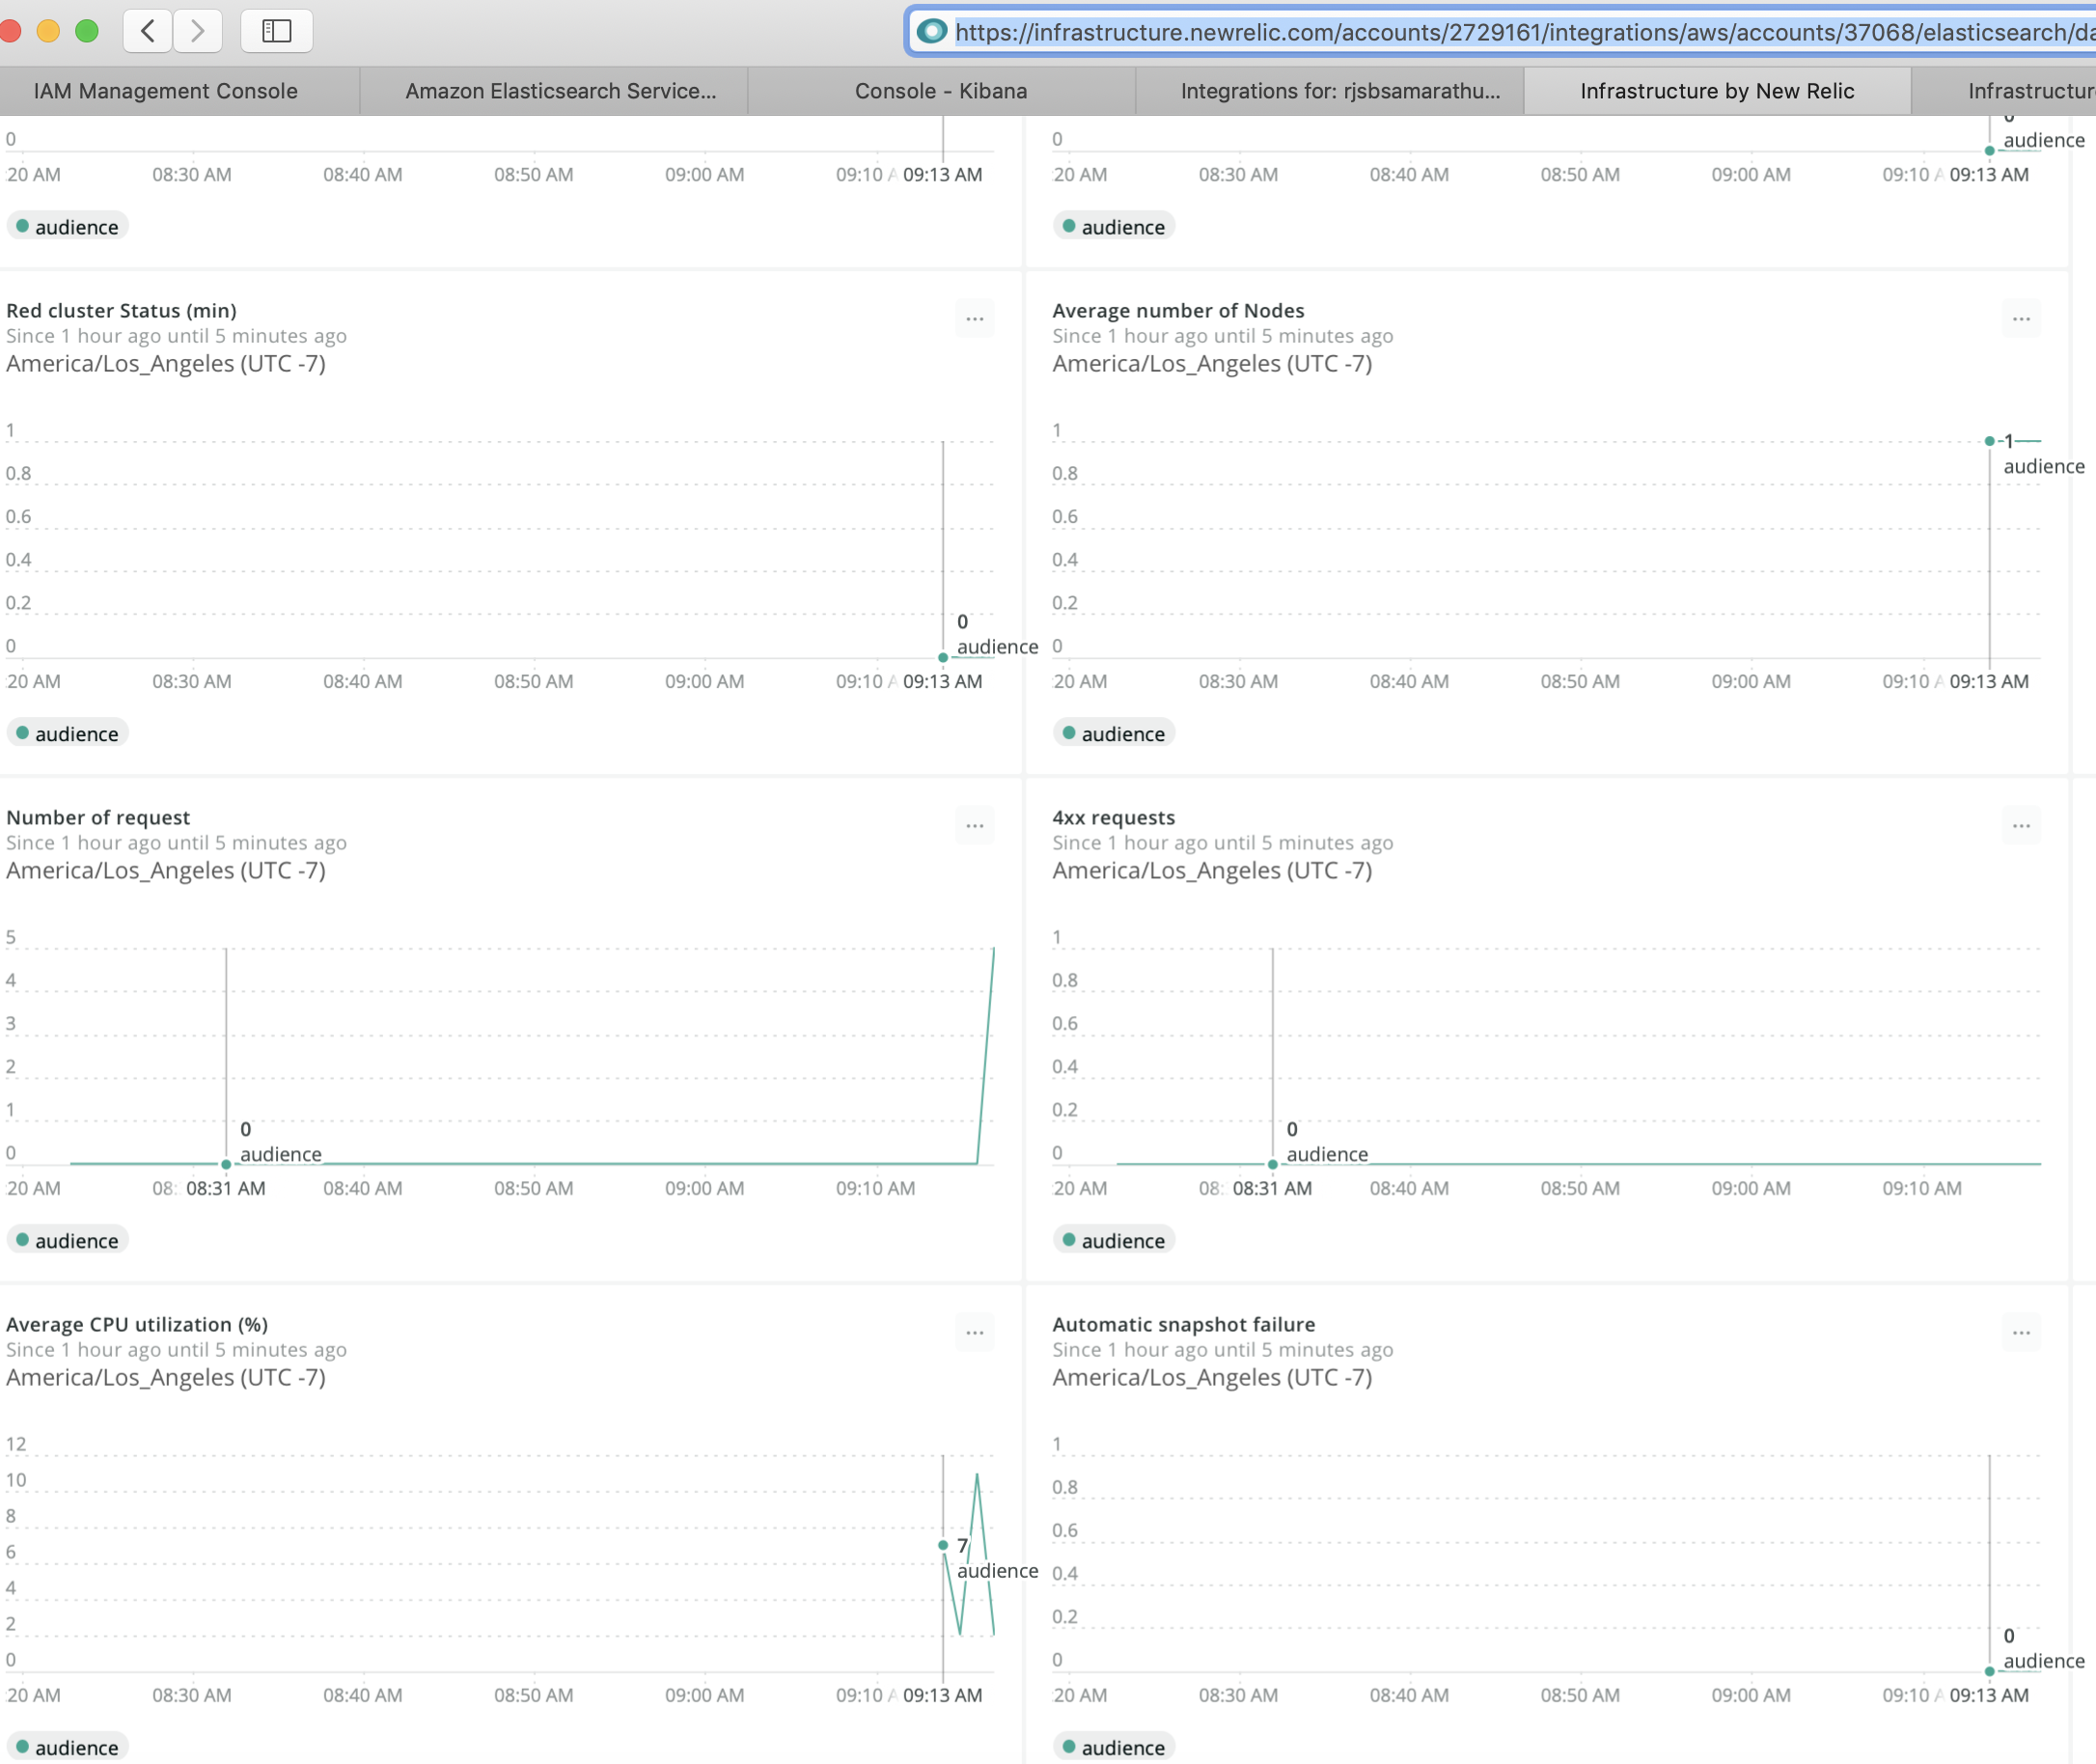 https://infrastructure.newrelic.com/accounts/2729161/integrations/aws/accounts/37068/elasticsearch/da
IAM Management Console
Amazon Elasticsearch Service...
Console - Kibana
Integrations for: rjsbsamarathu...
Infrastructure by New Relic
Infrastructur
0
:20 AM 08:30 AM 08:40 AM 08:50 AM 09:00 AM 09:10 A 09:13 AM
audience
0
0
audience
:20 AM 08:30 AM 08:40 AM 08:50 AM 09:00 AM 09:10 A 09:13 AM
audience
Red cluster Status (min)
...
Since 1 hour ago until 5 minutes ago
America/Los_Angeles (UTC -7)
1
0.8
0.6
0.4
0.2
0
0
audience
:20 AM 08:30 AM 08:40 AM 08:50 AM 09:00 AM 09:10 A 09:13 AM
audience
Average number of Nodes
...
Since 1 hour ago until 5 minutes ago
America/Los_Angeles (UTC -7)
1
0.8
0.6
0.4
0.2
0
1
audience
:20 AM 08:30 AM 08:40 AM 08:50 AM 09:00 AM 09:10 A 09:13 AM
audience
Number of request
...
Since 1 hour ago until 5 minutes ago
America/Los_Angeles (UTC -7)
5
4
3
2
1
0
0
audience
:20 AM 08: 08:31 AM 08:40 AM 08:50 AM 09:00 AM 09:10 AM
audience
4xx requests
...
Since 1 hour ago until 5 minutes ago
America/Los_Angeles (UTC -7)
1
0.8
0.6
0.4
0.2
0
0
audience
:20 AM 08: 08:31 AM 08:40 AM 08:50 AM 09:00 AM 09:10 AM
audience
Average CPU utilization (%)
...
Since 1 hour ago until 5 minutes ago
America/Los_Angeles (UTC -7)
12
10
8
6
4
2
0
7
audience
:20 AM 08:30 AM 08:40 AM 08:50 AM 09:00 AM 09:10 A 09:13 AM
audience
Automatic snapshot failure
...
Since 1 hour ago until 5 minutes ago
America/Los_Angeles (UTC -7)
1
0.8
0.6
0.4
0.2
0
0
audience
:20 AM 08:30 AM 08:40 AM 08:50 AM 09:00 AM 09:10 A 09:13 AM
audience